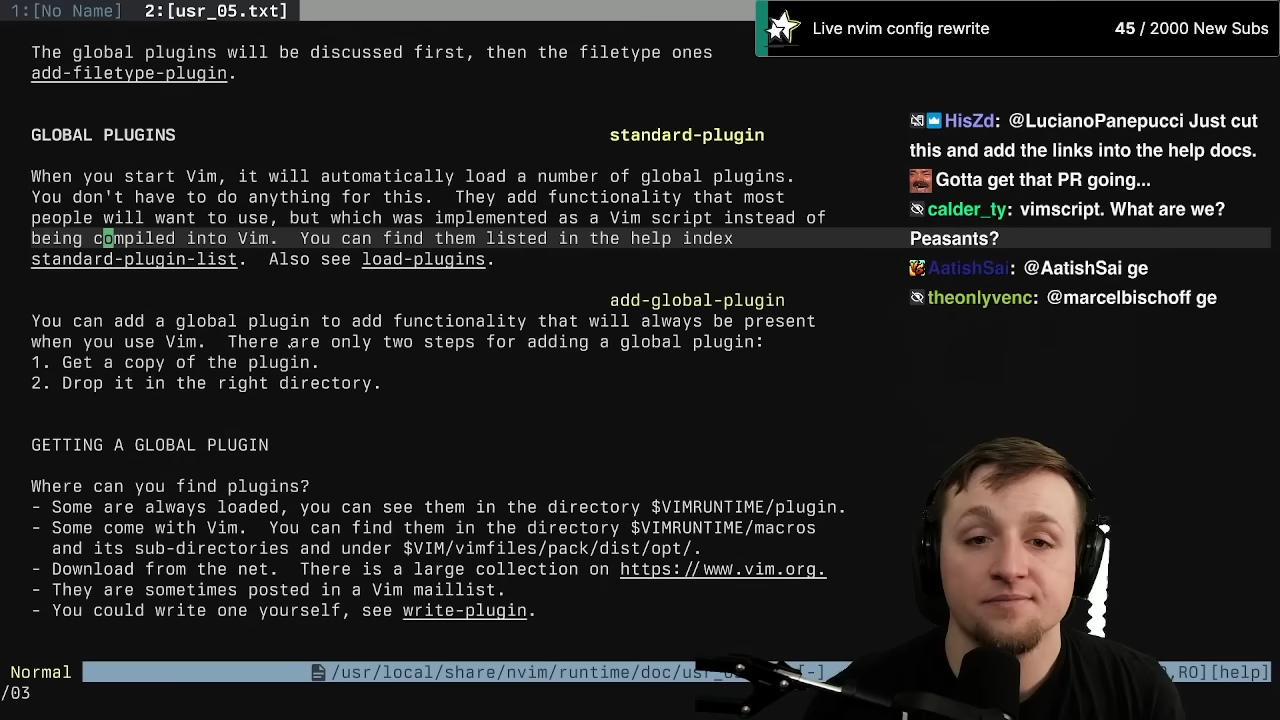 1:[No Name] 2:[usr_05.txt]
The global plugins will be discussed first, then the filetype ones
add-filetype-plugin.
GLOBAL PLUGINS standard-plugin
When you start Vim, it will automatically load a number of global plugins.
You don't have to do anything for this.  They add functionality that most
people will want to use, but which was implemented as a Vim script instead of
being compiled into Vim.  You can find them listed in the help index
standard-plugin-list.  Also see load-plugins.
add-global-plugin
You can add a global plugin to add functionality that will always be present
when you use Vim.  There are only two steps for adding a global plugin:
1. Get a copy of the plugin.
2. Drop it in the right directory.
GETTING A GLOBAL PLUGIN
Where can you find plugins?
- Some are always loaded, you can see them in the directory $VIMRUNTIME/plugin.
- Some come with Vim.  You can find them in the directory $VIMRUNTIME/macros
and its sub-directories and under $VIM/vimfiles/pack/dist/opt/.
- Download from the net.  There is a large collection on https://www.vim.org.
- They are sometimes posted in a Vim maillist.
- You could write one yourself, see write-plugin.
Normal /usr/local/share/nvim/runtime/doc/usr_ [-] ,RO][help]
/03
Live nvim config rewrite 45 / 2000 New Subs
HisZd: @LucianoPanepucci Just cut
this and add the links into the help docs.
Gotta get that PR going...
calder_ty: vimscript. What are we?
Peasants?
AatishSai: @AatishSai ge
theonlyvenc: @marcelbischoff ge